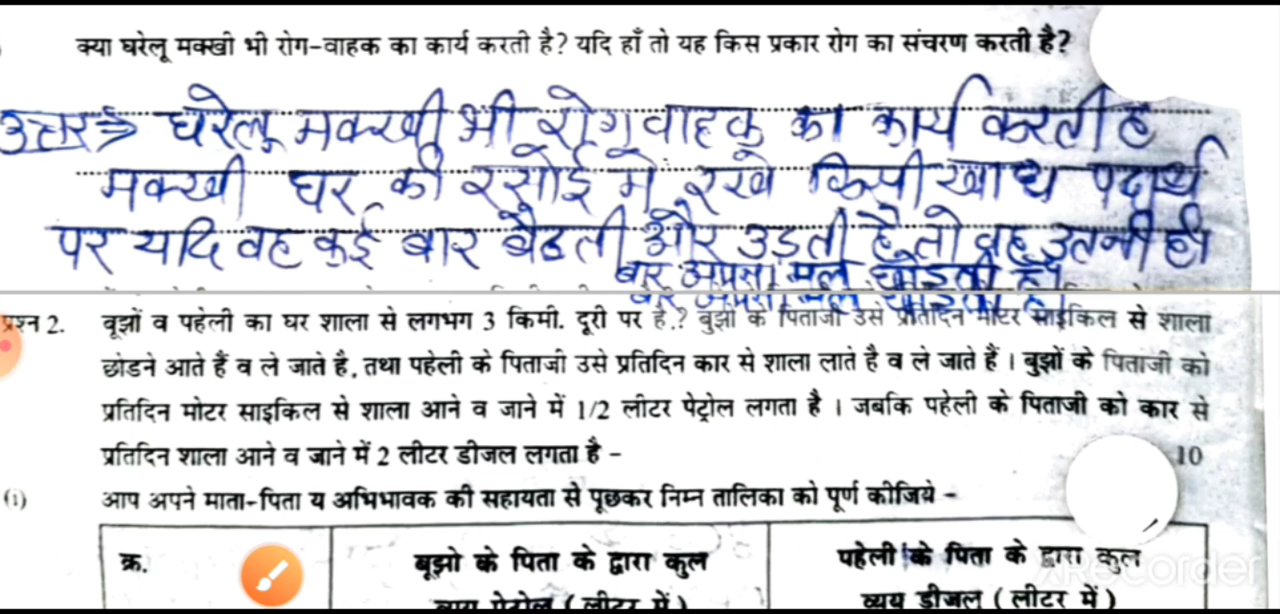 क्या घरेलू मक्खी भी रोग-वाहक का कार्य करती है? यदि हाँ तो यह किस प्रकार रोग का संचरण करती है?
उत्तर⇒ घरेलू मक्खी भी रोग वाहक का कार्य करती है
मक्खी घर की रसोई में रखे किसी खाद्य पदार्थ
पर यदि वह कई बार बैठती और उड़ती है तो वह उतनी ही
बार अपना मल छोड़ती है।
प्रश्न 2. बूझों व पहेली का घर शाला से लगभग 3 किमी. दूरी पर है.? बुझों के पिताजी उसे प्रतिदिन मोटर साइकिल से शाला
छोडने आते हैं व ले जाते है, तथा पहेली के पिताजी उसे प्रतिदिन कार से शाला लाते है व ले जाते हैं । बुझों के पिताजी को
प्रतिदिन मोटर साइकिल से शाला आने व जाने में 1/2 लीटर पेट्रोल लगता है । जबकि पहेली के पिताजी को कार से
प्रतिदिन शाला आने व जाने में 2 लीटर डीजल लगता है – 10
(i) आप अपने माता-पिता य अभिभावक की सहायता से पूछकर निम्न तालिका को पूर्ण कीजिये –
क्र. बूझो के पिता के द्वारा कुल पहेली के पिता के द्वारा कुल
व्यय पेट्रोल ( लीटर में ) व्यय डीजल ( लीटर में )
XRecorder